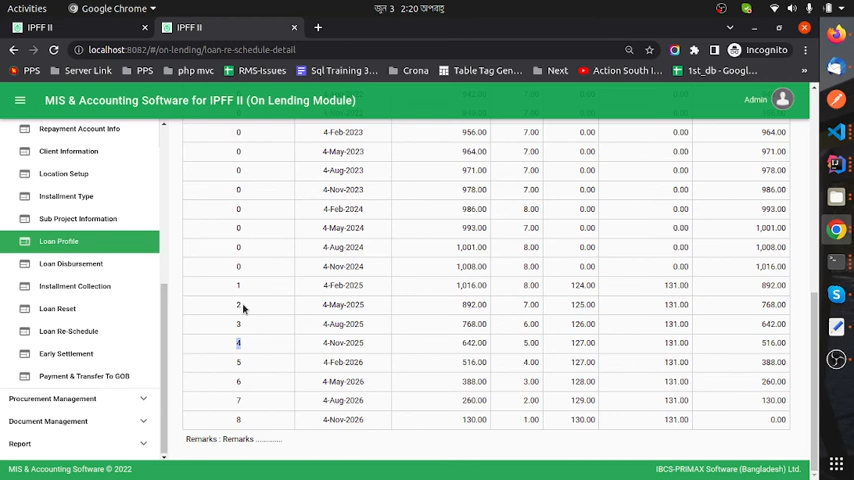 Activities Google Chrome জুন 3 2:20 অপরাহ্ণ
IPFF II IPFF II
localhost:8082/#/on-lending/loan-re-schedule-detail Incognito
PPS Server Link PPS php mvc RMS-Issues Sql Training 3... Crona Table Tag Gener... Next Action South I... 1st_db - Googl...
MIS & Accounting Software for IPFF II (On Lending Module) Admin
Repayment Account Info
Client Information
Location Setup
Installment Type
Sub Project Information
Loan Profile
Loan Disbursement
Installment Collection
Loan Reset
Loan Re-Schedule
Early Settlement
Payment & Transfer To GOB
Procurement Management
Document Management
Report
0 4-Feb-2023 956.00 7.00 0.00 0.00 964.00
0 4-May-2023 964.00 7.00 0.00 0.00 971.00
0 4-Aug-2023 971.00 7.00 0.00 0.00 978.00
0 4-Nov-2023 978.00 7.00 0.00 0.00 986.00
0 4-Feb-2024 986.00 8.00 0.00 0.00 993.00
0 4-May-2024 993.00 7.00 0.00 0.00 1,001.00
0 4-Aug-2024 1,001.00 8.00 0.00 0.00 1,008.00
0 4-Nov-2024 1,008.00 8.00 0.00 0.00 1,016.00
1 4-Feb-2025 1,016.00 8.00 124.00 131.00 892.00
2 4-May-2025 892.00 7.00 125.00 131.00 768.00
3 4-Aug-2025 768.00 6.00 126.00 131.00 642.00
4 4-Nov-2025 642.00 5.00 127.00 131.00 516.00
5 4-Feb-2026 516.00 4.00 127.00 131.00 388.00
6 4-May-2026 388.00 3.00 128.00 131.00 260.00
7 4-Aug-2026 260.00 2.00 129.00 131.00 130.00
8 4-Nov-2026 130.00 1.00 130.00 131.00 0.00
Remarks : Remarks .............
MIS & Accounting Software © 2022 IBCS-PRIMAX Software (Bangladesh) Ltd.